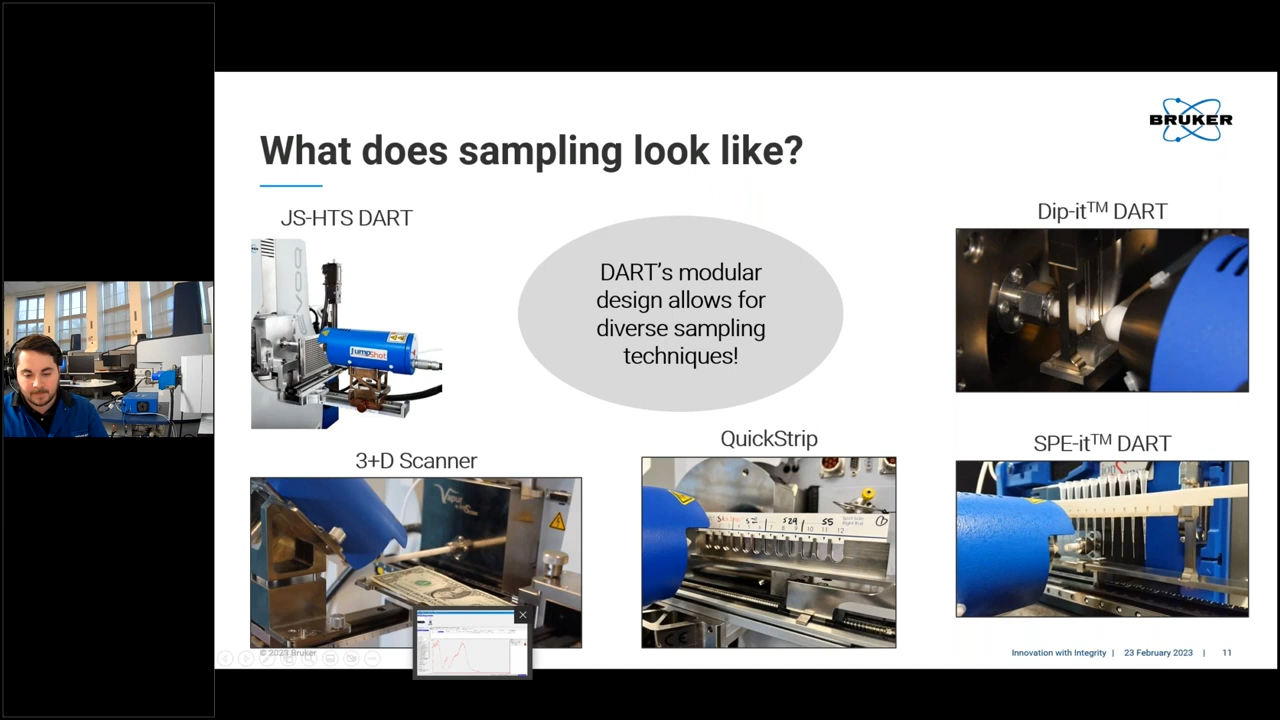 BRUKER
What does sampling look like?
JS-HTS DART
JumpShot
DART's modular
design allows for
diverse sampling
techniques!
Dip-it™ DART
3+D Scanner
QuickStrip
SPE-it™ DART
© 2023 Bruker
Innovation with Integrity | 23 February 2023 | 11